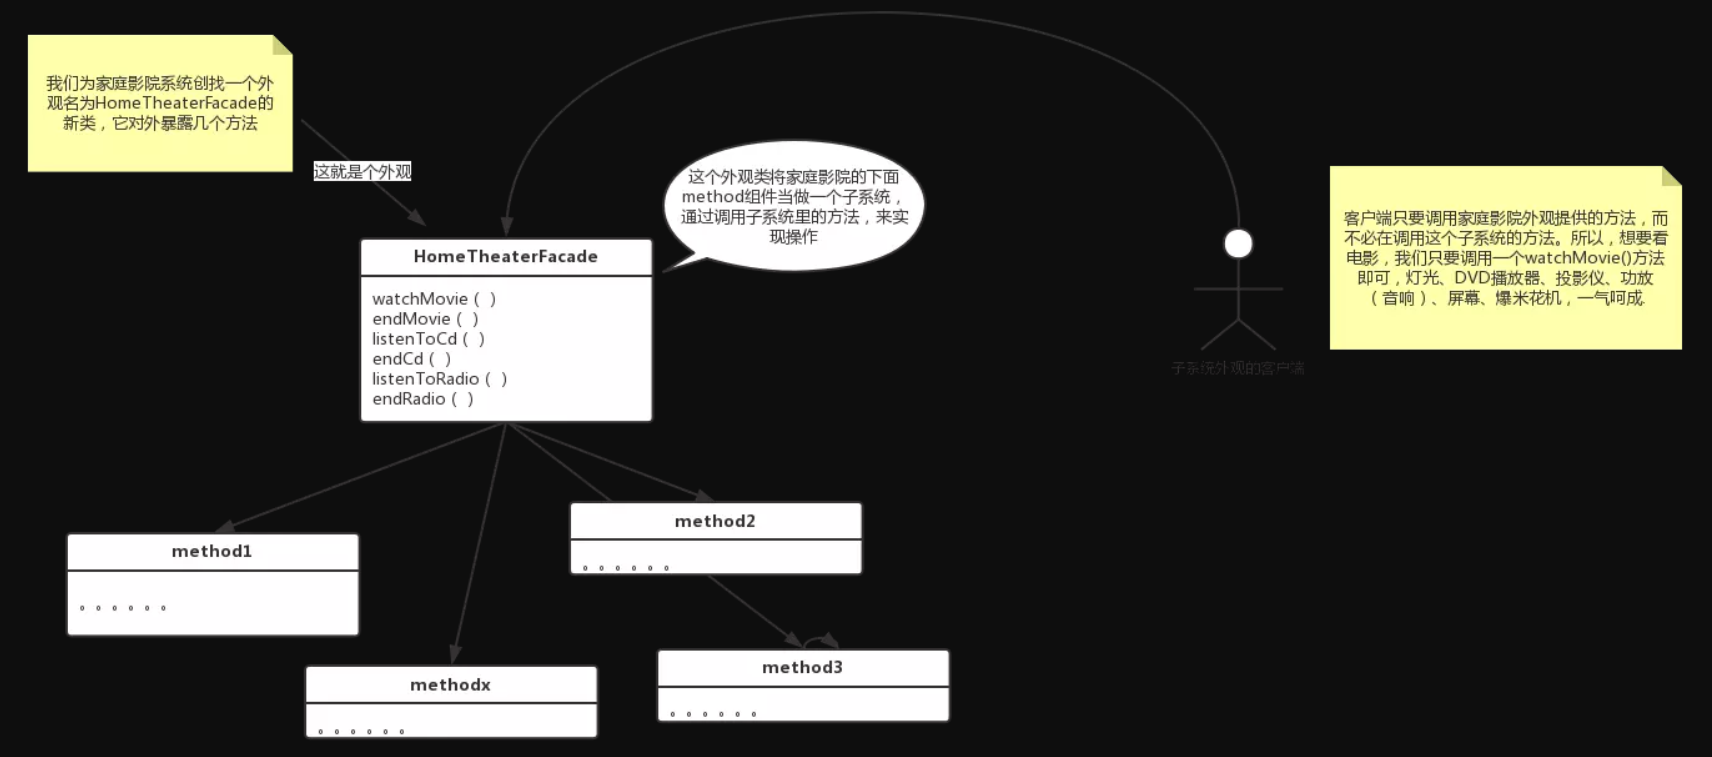 我们为家庭影院系统创找一个外
观名为HomeTheaterFacade的
新类，它对外暴露几个方法
这就是个外观
这个外观类将家庭影院的下面
method组件当做一个子系统，
通过调用子系统里的方法，来实
现操作
客户端只要调用家庭影院外观提供的方法，而
不必在调用这个子系统的方法。所以，想要看
电影，我们只要调用一个watchMovie()方法
即可，灯光、DVD播放器、投影仪、功放
（音响）、屏幕、爆米花机，一气呵成.
子系统外观的客户端
HomeTheaterFacade
watchMovie（ ）
endMovie（ ）
listenToCd（ ）
endCd（ ）
listenToRadio（ ）
endRadio（ ）
method1
。。。。。。
method2
。。。。。。
methodx
。。。。。。
method3
。。。。。。